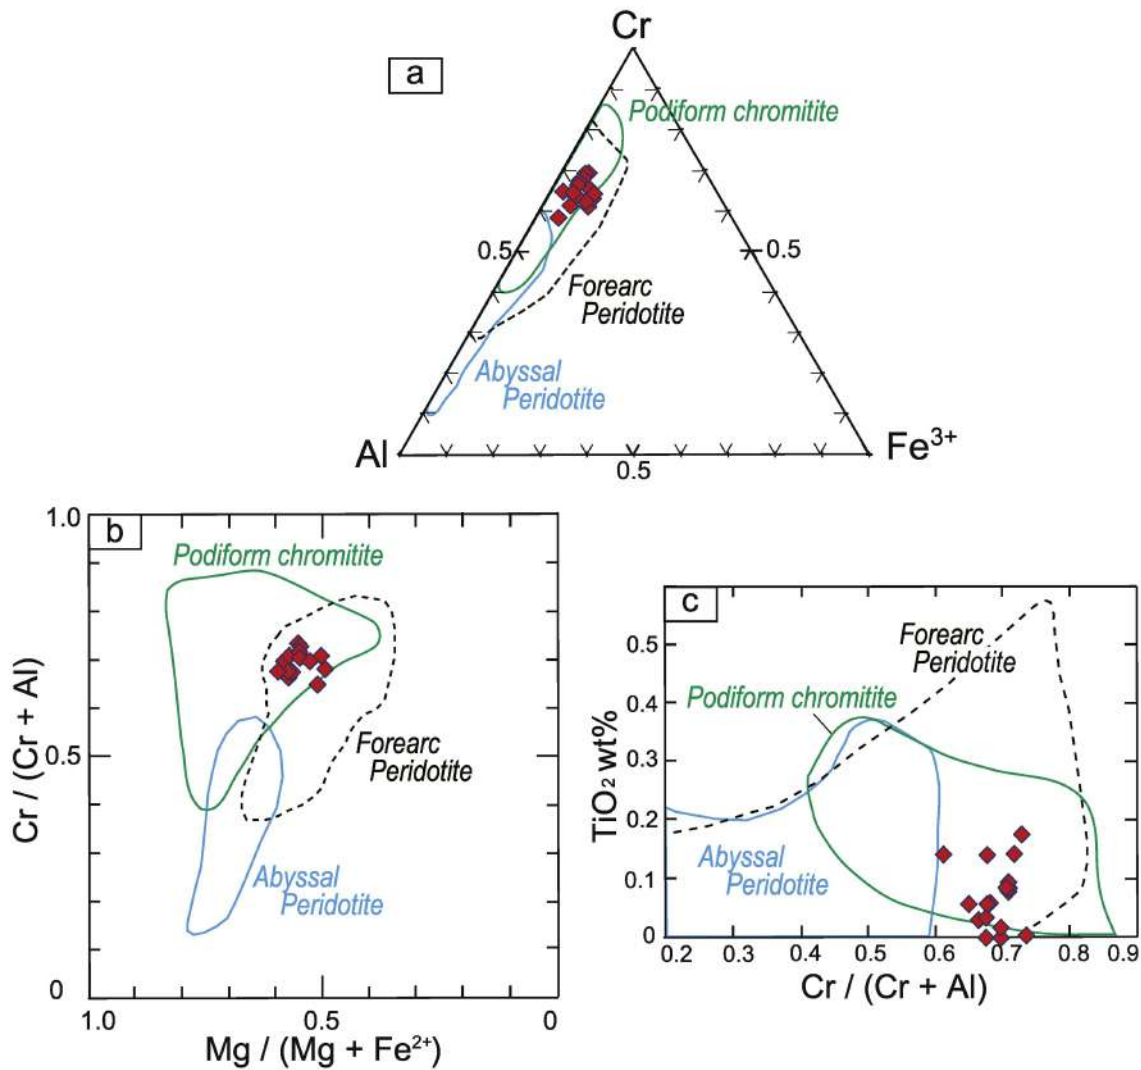 Cr
a
Podiform chromitite
0.5
0.5
Forearc
Peridotite
Abyssal
Peridotite
Al
Fe³⁺
0.5
1.0
b
Podiform chromitite
Cr / (Cr + Al)
0.5
Forearc
Peridotite
Abyssal
Peridotite
0
1.0
0.5
0
Mg / (Mg + Fe²⁺)
c
0.5
Forearc
Peridotite
Podiform chromitite
0.4
TiO₂ wt%
0.3
0.2
Abyssal
Peridotite
0.1
0
0.2 0.3 0.4 0.5 0.6 0.7 0.8 0.9
Cr / (Cr + Al)